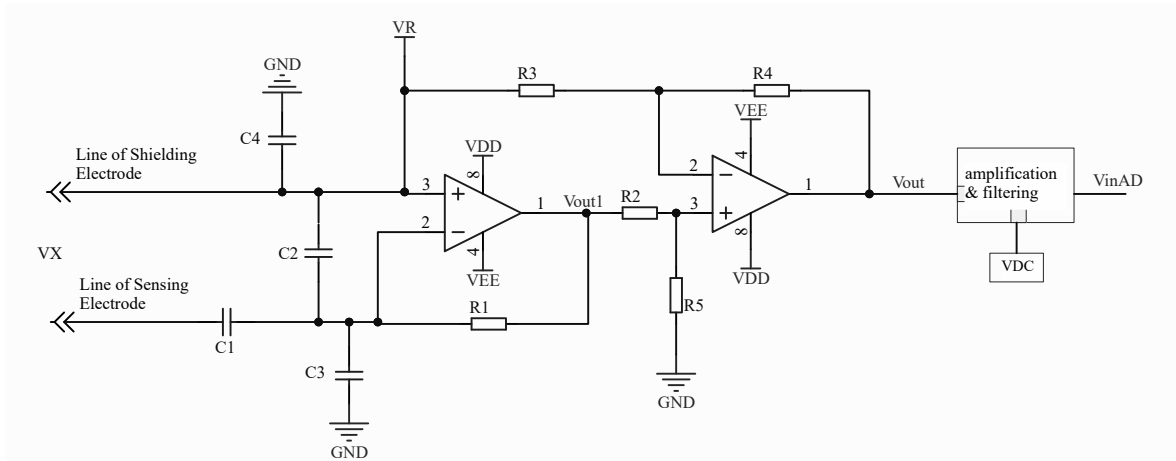 VR
GND
R3
R4
VEE
C4
4
Line of Shielding
Electrode
VDD
8
amplification
& filtering
2
3
1
Vout
VinAD
Vout1
R2
3
1
2
8
VX
C2
4
VDC
VEE
VDD
Line of Sensing
Electrode
R1
R5
C1
C3
GND
GND